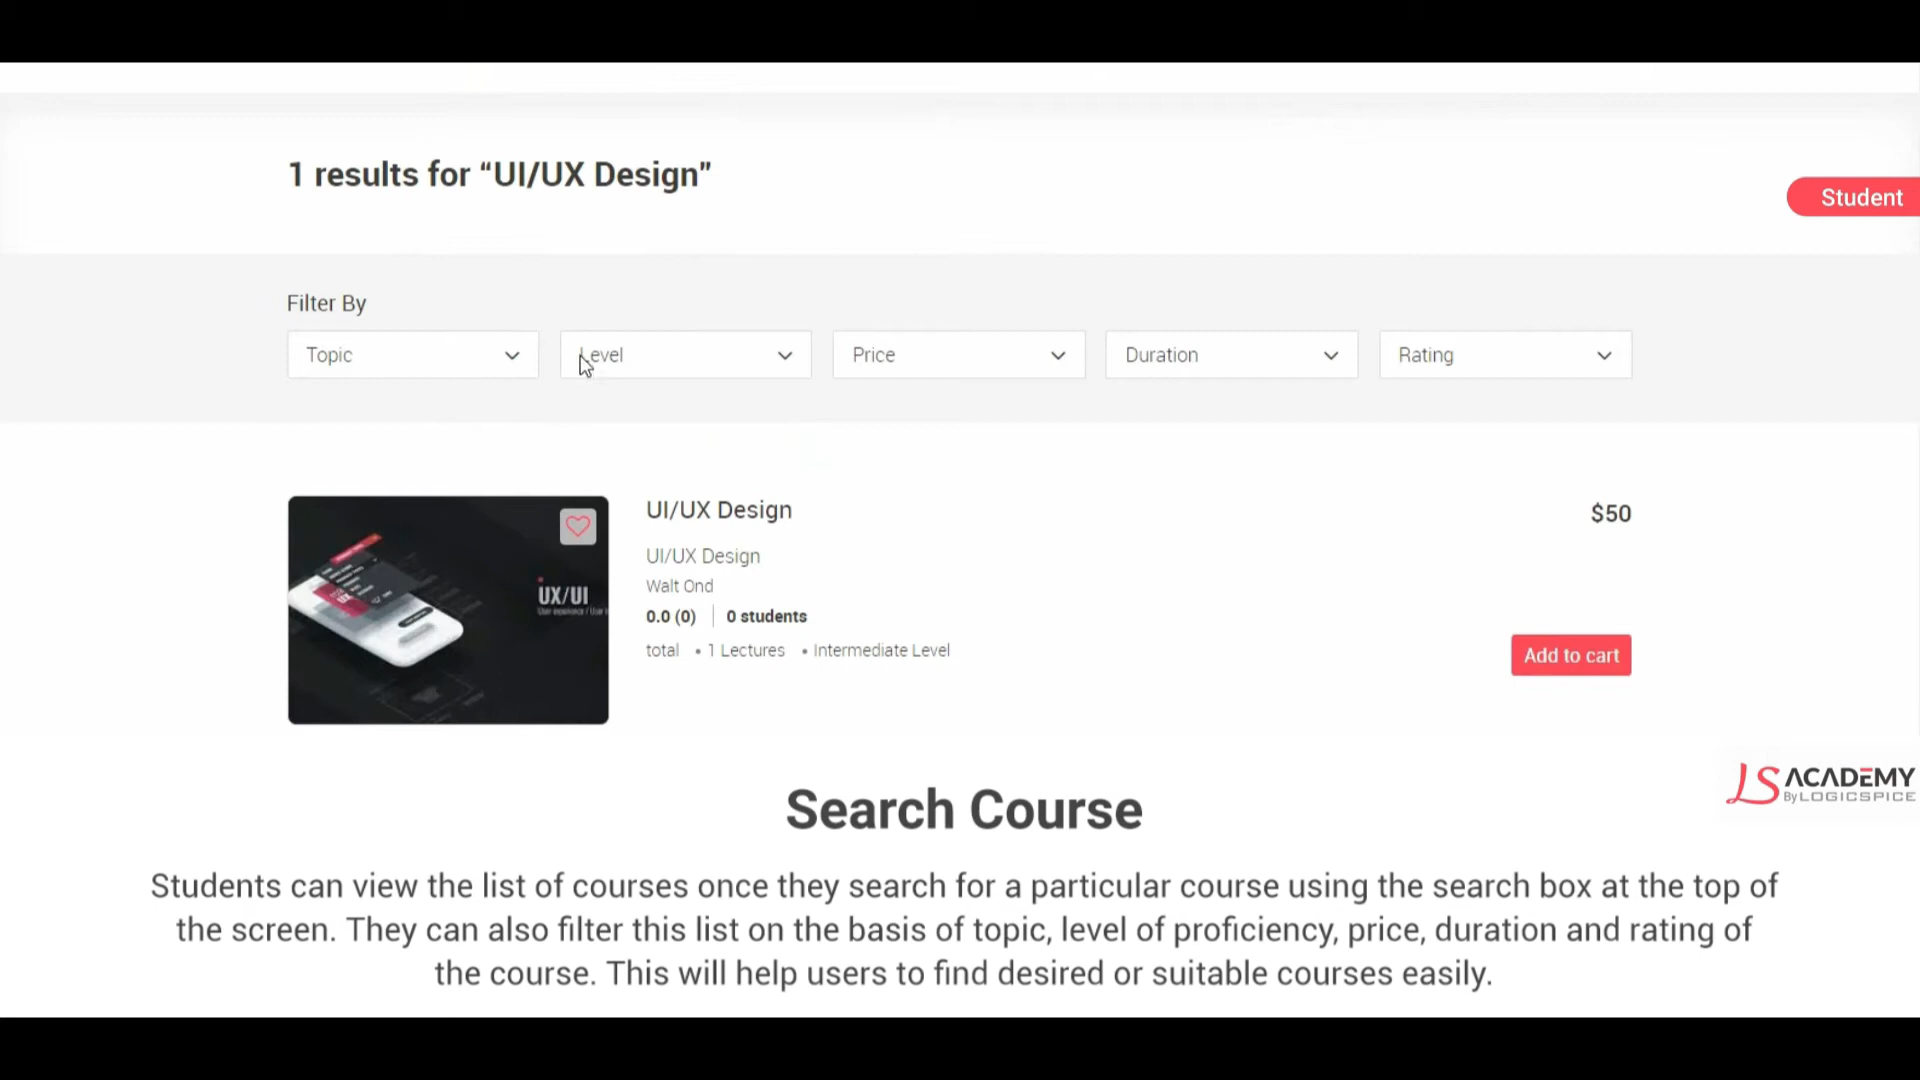 1 results for “UI/UX Design”
Student
Filter By
Topic
Level
Price
Duration
Rating
UX/UI
UI/UX Design
$50
UI/UX Design
Walt Ond
0.0 (0)
0 students
total • 1 Lectures • Intermediate Level
Add to cart
LS ACADEMY
By LOGICSPICE
Search Course
Students can view the list of courses once they search for a particular course using the search box at the top of
the screen. They can also filter this list on the basis of topic, level of proficiency, price, duration and rating of
the course. This will help users to find desired or suitable courses easily.